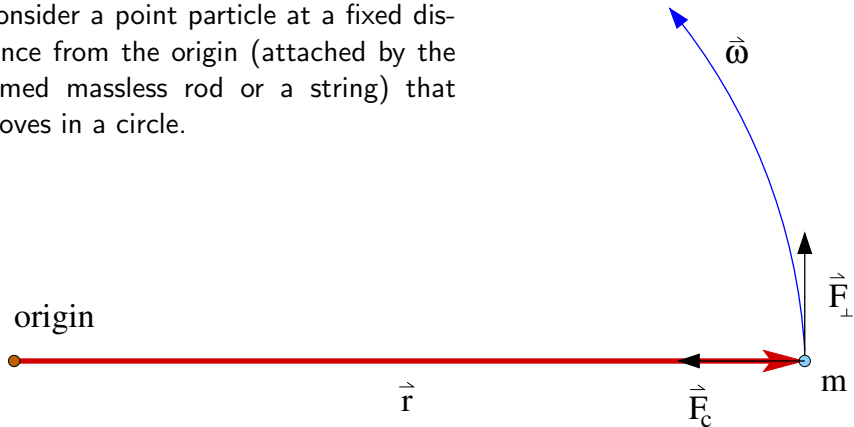 onsider a point particle at a fixed dis-
ance from the origin (attached by the
med massless rod or a string) that
oves in a circle.
ω⃗
origin
F⃗⊥
m
r⃗
F⃗c